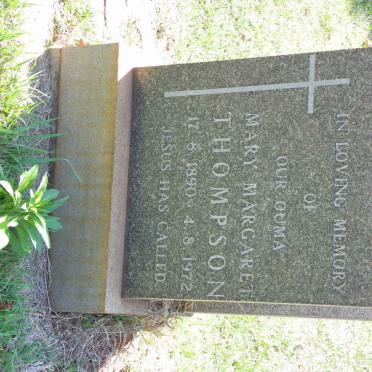 IN LOVING MEMORY
OF
OUR OUMA
MARY MARGARET
THOMPSON
17·8·1890 4·8·1972
JESUS HAS CALLED